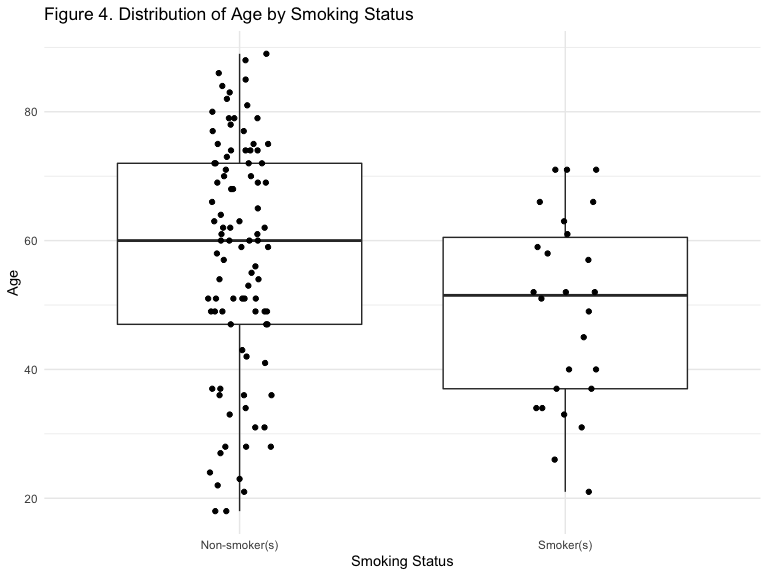 Figure 4. Distribution of Age by Smoking Status
80
60
40
20
Age
Non-smoker(s)
Smoker(s)
Smoking Status